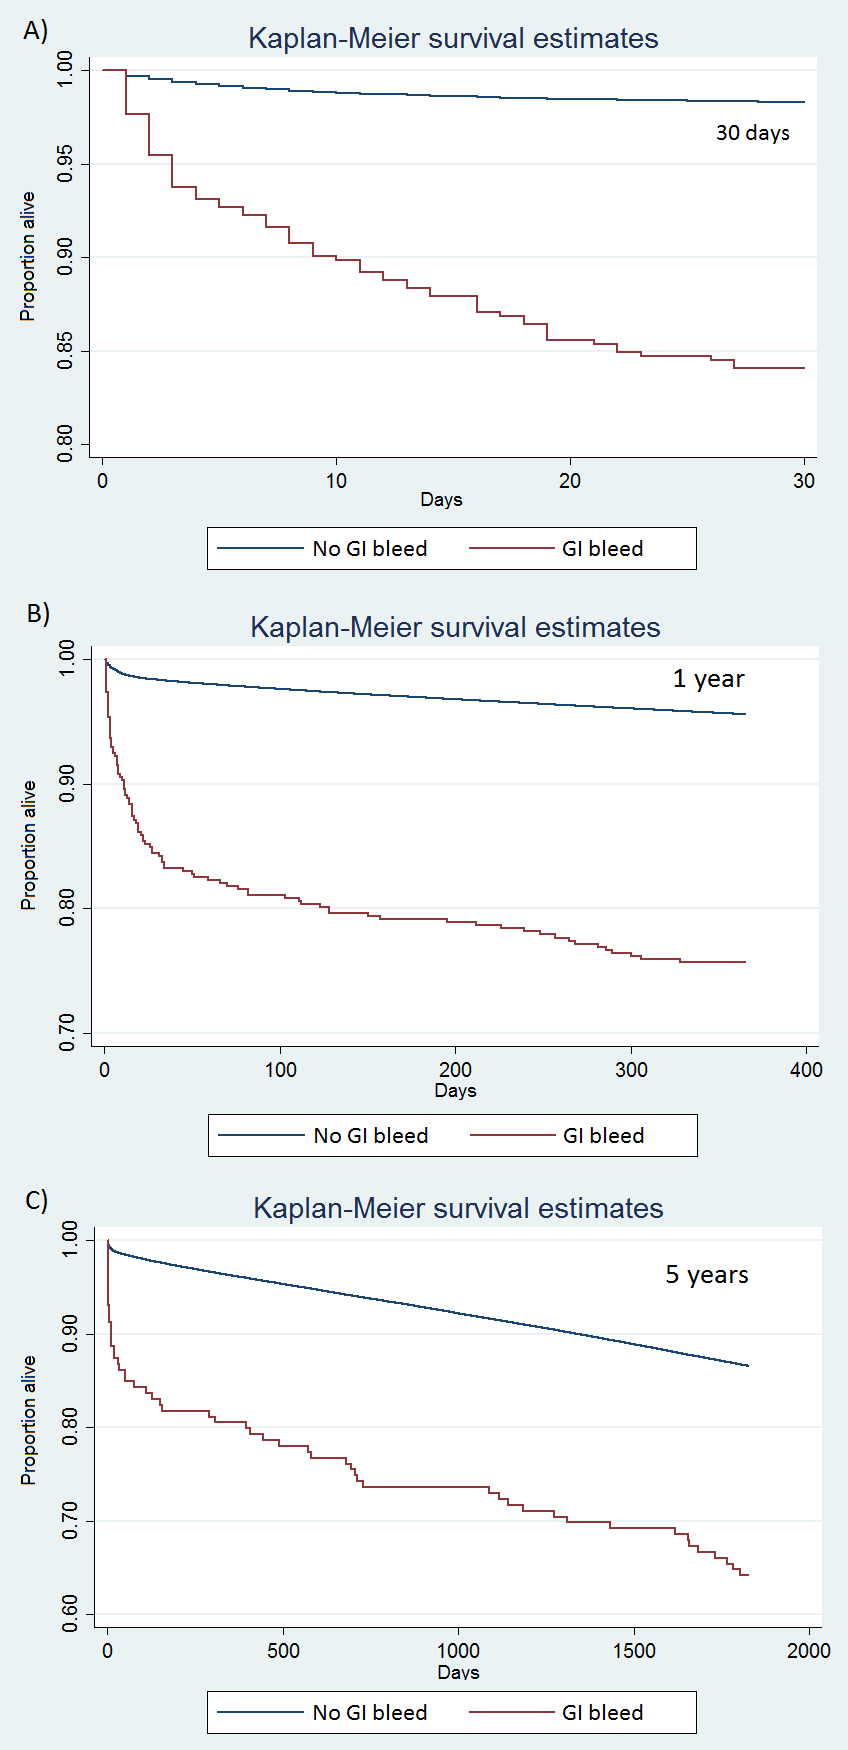 A)
Kaplan-Meier survival estimates
1.00
0.95
0.90
0.85
0.80
Proportion alive
30 days
0 10 20 30
Days
No GI bleed GI bleed
B)
Kaplan-Meier survival estimates
1.00
0.90
0.80
0.70
Proportion alive
1 year
0 100 200 300 400
Days
No GI bleed GI bleed
C)
Kaplan-Meier survival estimates
1.00
0.90
0.80
0.70
0.60
Proportion alive
5 years
0 500 1000 1500 2000
Days
No GI bleed GI bleed